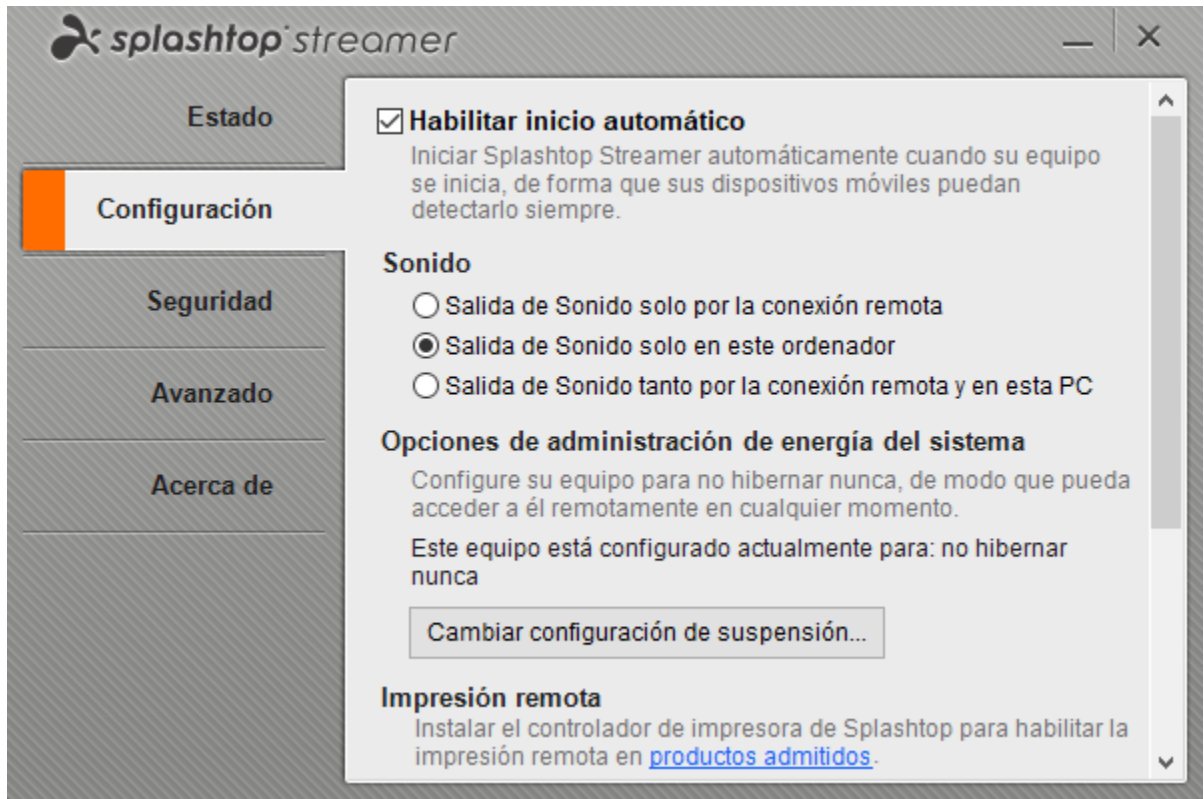 splashtop streamer
Estado
Configuración
Seguridad
Avanzado
Acerca de
Habilitar inicio automático
Iniciar Splashtop Streamer automáticamente cuando su equipo
se inicia, de forma que sus dispositivos móviles puedan
detectarlo siempre.
Sonido
Salida de Sonido solo por la conexión remota
Salida de Sonido solo en este ordenador
Salida de Sonido tanto por la conexión remota y en esta PC
Opciones de administración de energía del sistema
Configure su equipo para no hibernar nunca, de modo que pueda
acceder a él remotamente en cualquier momento.
Este equipo está configurado actualmente para: no hibernar
nunca
Cambiar configuración de suspensión...
Impresión remota
Instalar el controlador de impresora de Splashtop para habilitar la
impresión remota en productos admitidos.